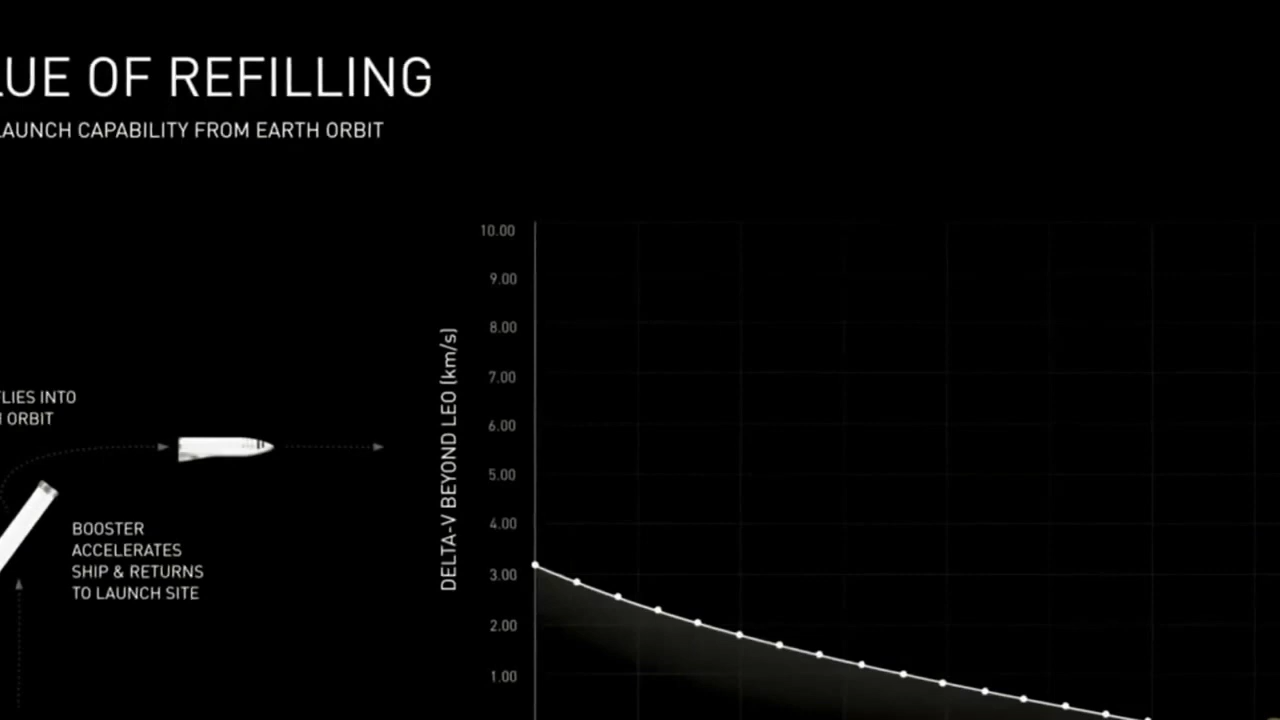 LUE OF REFILLING
LAUNCH CAPABILITY FROM EARTH ORBIT
LIES INTO
ORBIT
BOOSTER
ACCELERATES
SHIP & RETURNS
TO LAUNCH SITE
DELTA-V BEYOND LEO (km/s)
10.00
9.00
8.00
7.00
6.00
5.00
4.00
3.00
2.00
1.00